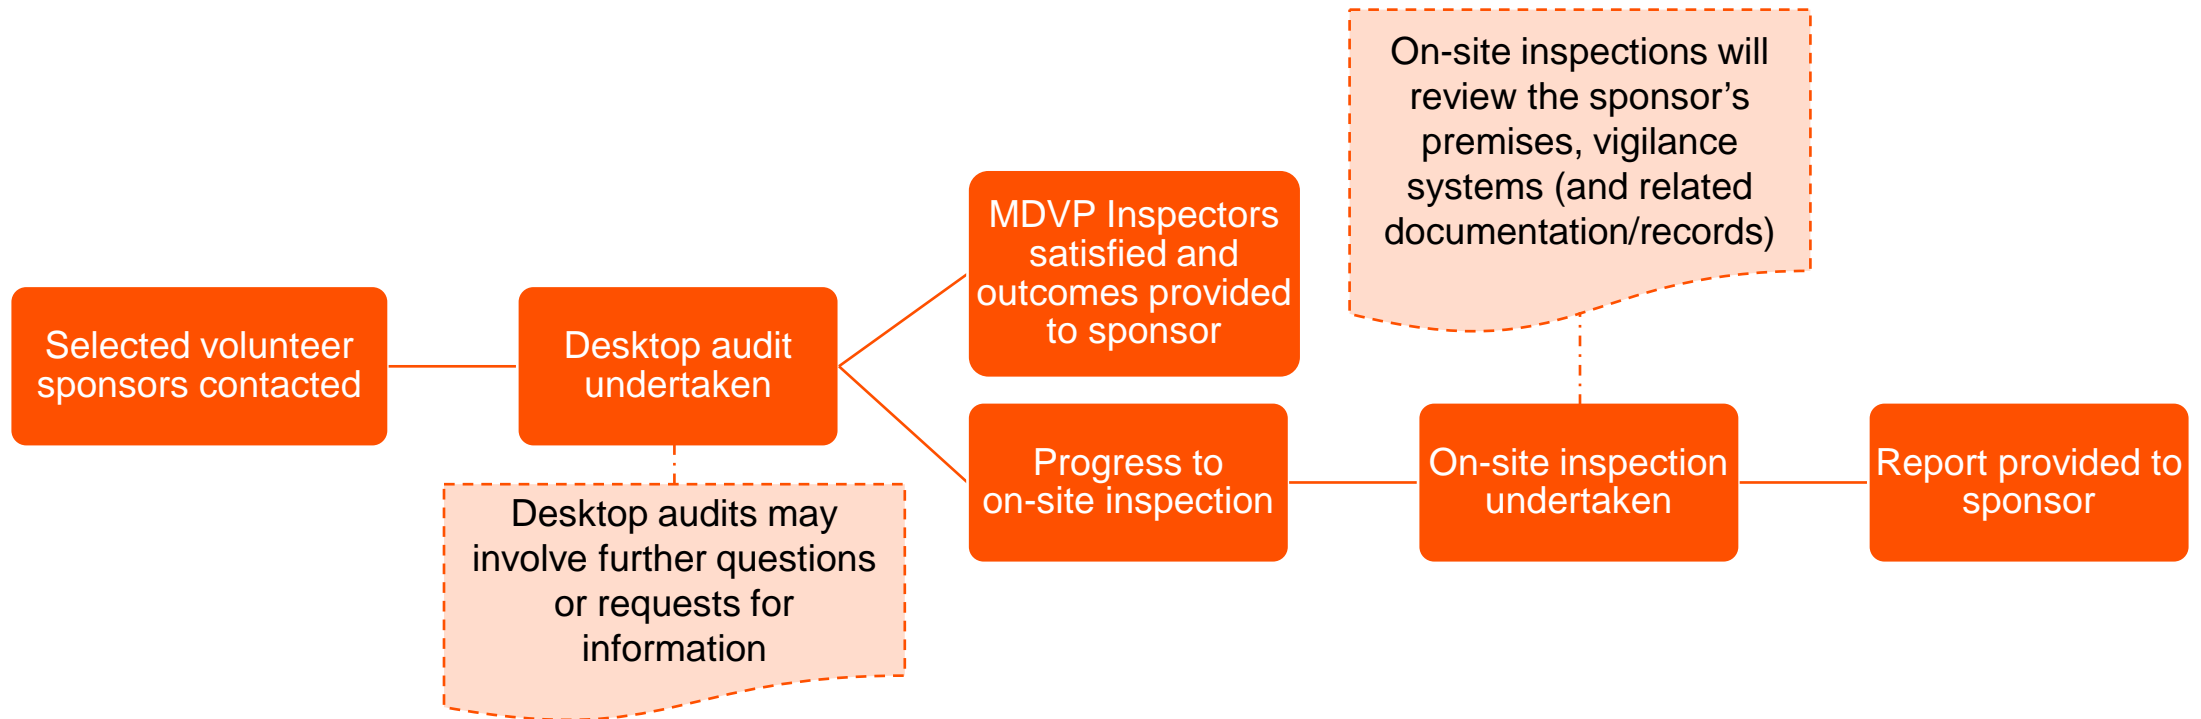 Selected volunteer
sponsors contacted
Desktop audit
undertaken
Desktop audits may
involve further questions
or requests for
information
MDVP Inspectors
satisfied and
outcomes provided
to sponsor
Progress to
on-site inspection
On-site inspections will
review the sponsor’s
premises, vigilance
systems (and related
documentation/records)
On-site inspection
undertaken
Report provided to
sponsor